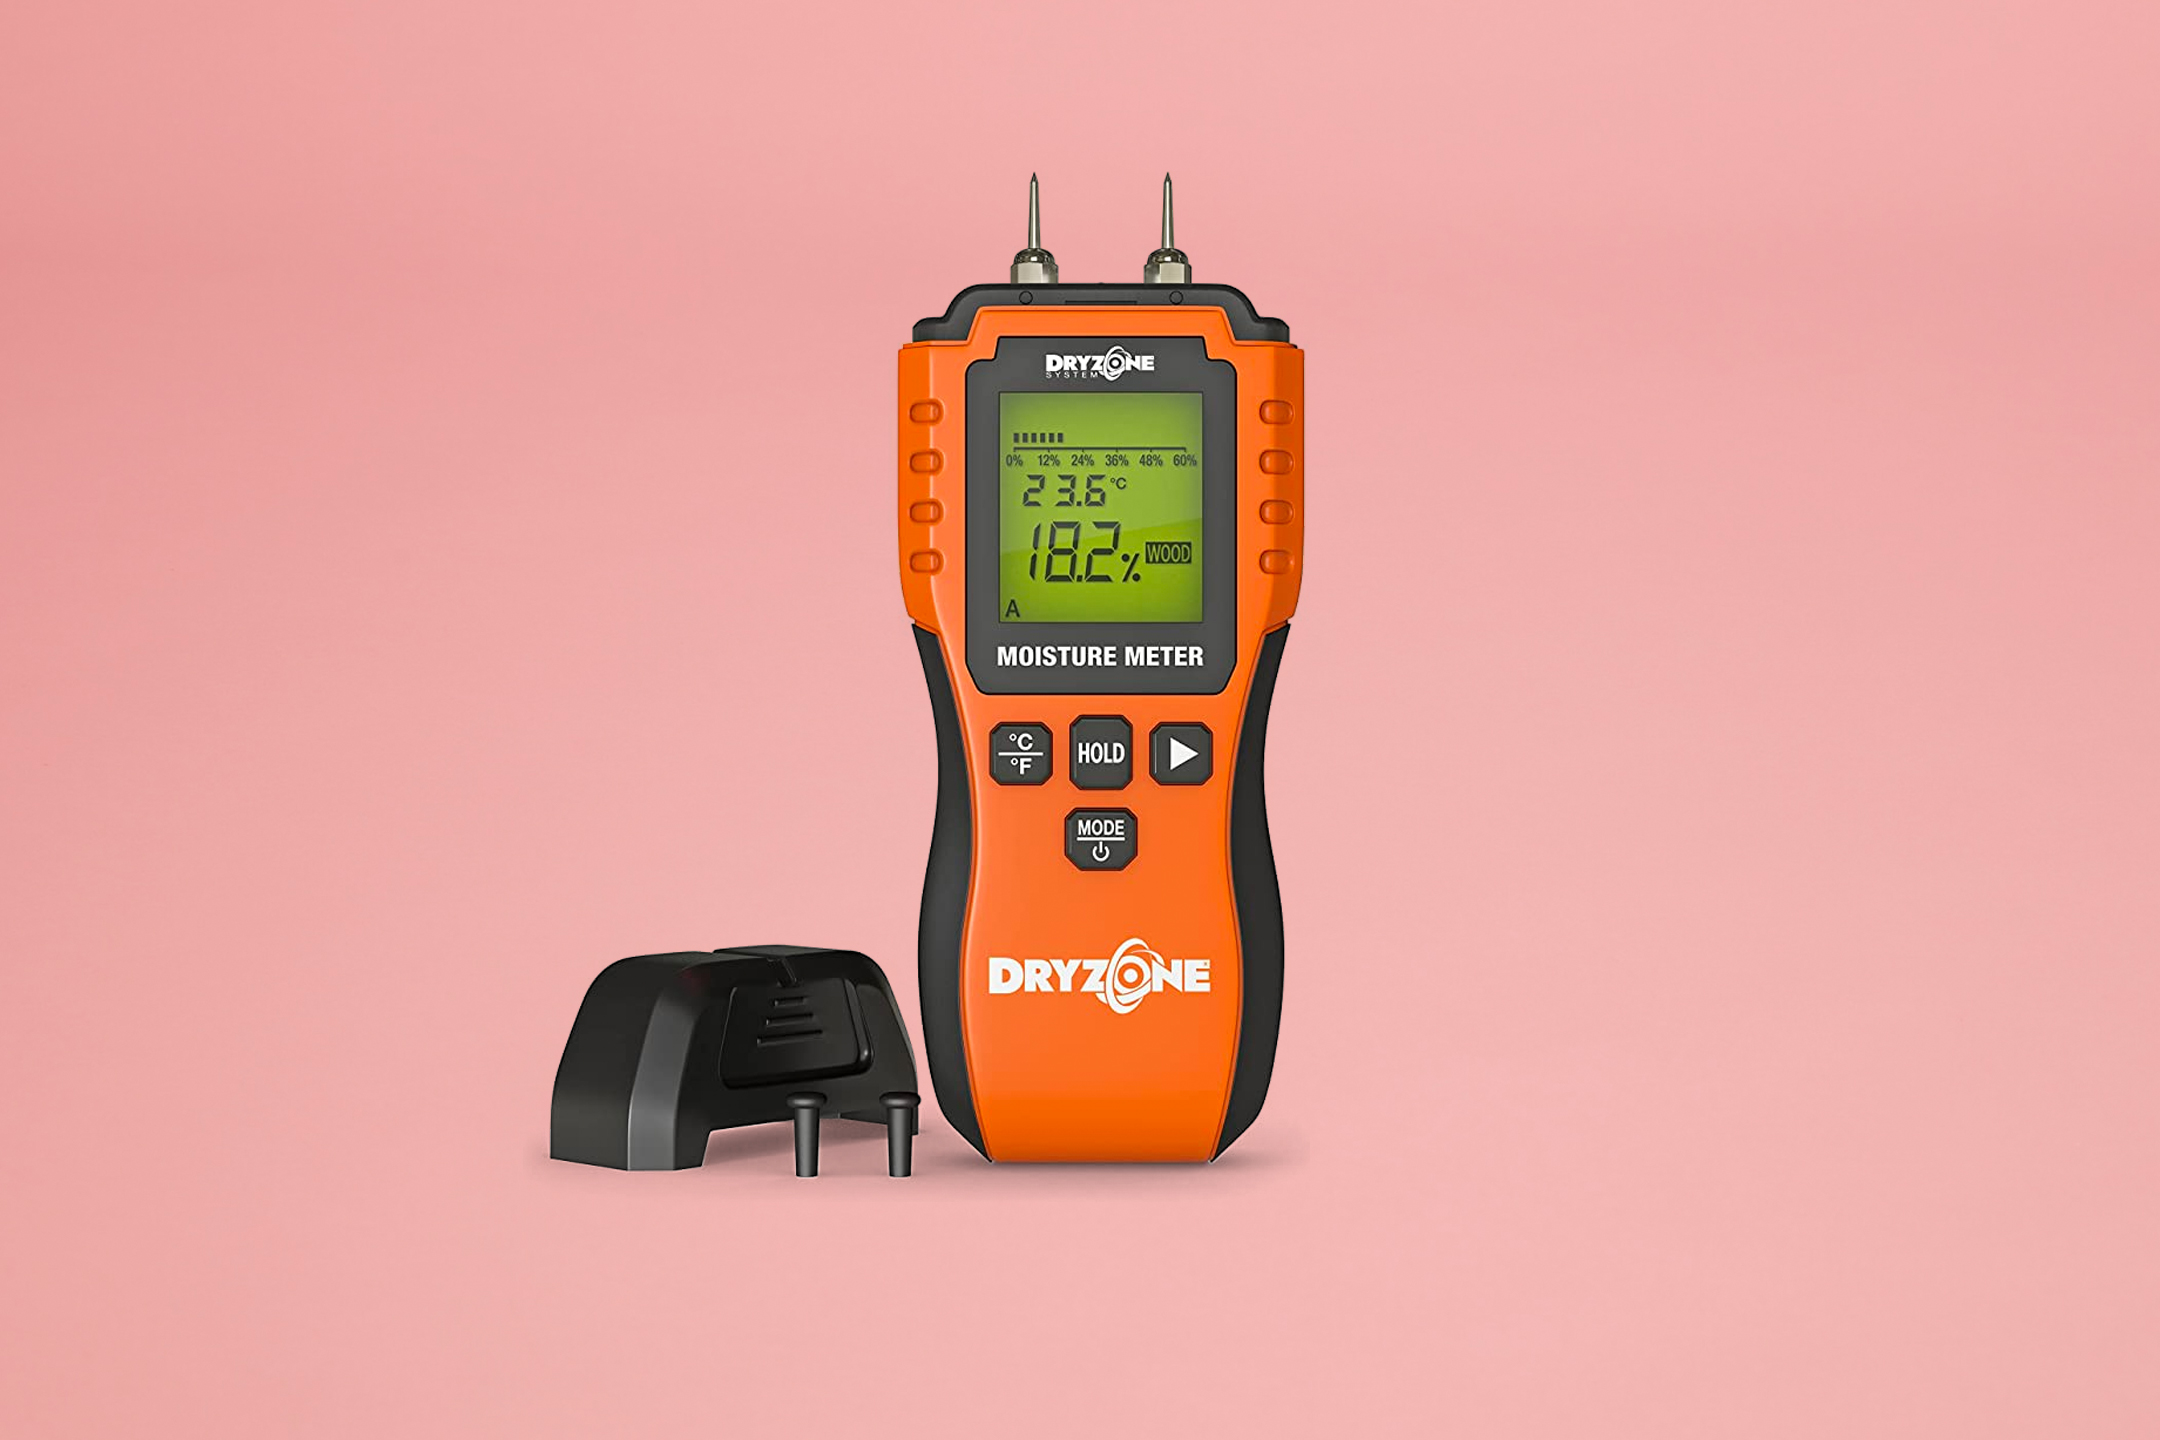 DRYZONE
SYSTEM
0% 12% 24% 36% 48% 60%
23.6 °C
18.2% WOOD
A
MOISTURE METER
°C
°F
HOLD
MODE
DRYZONE